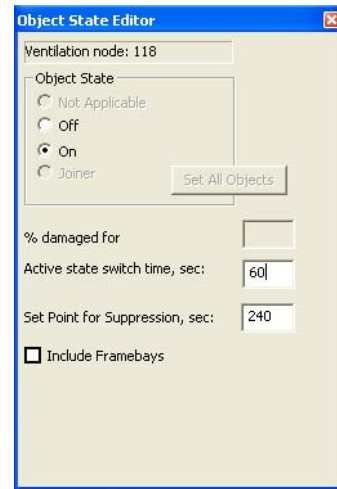 Object State Editor
Ventilation node: 118
Object State
Not Applicable
Off
On
Joiner
Set All Objects
% damaged for
Active state switch time, sec: 60
Set Point for Suppression, sec: 240
Include Framebays